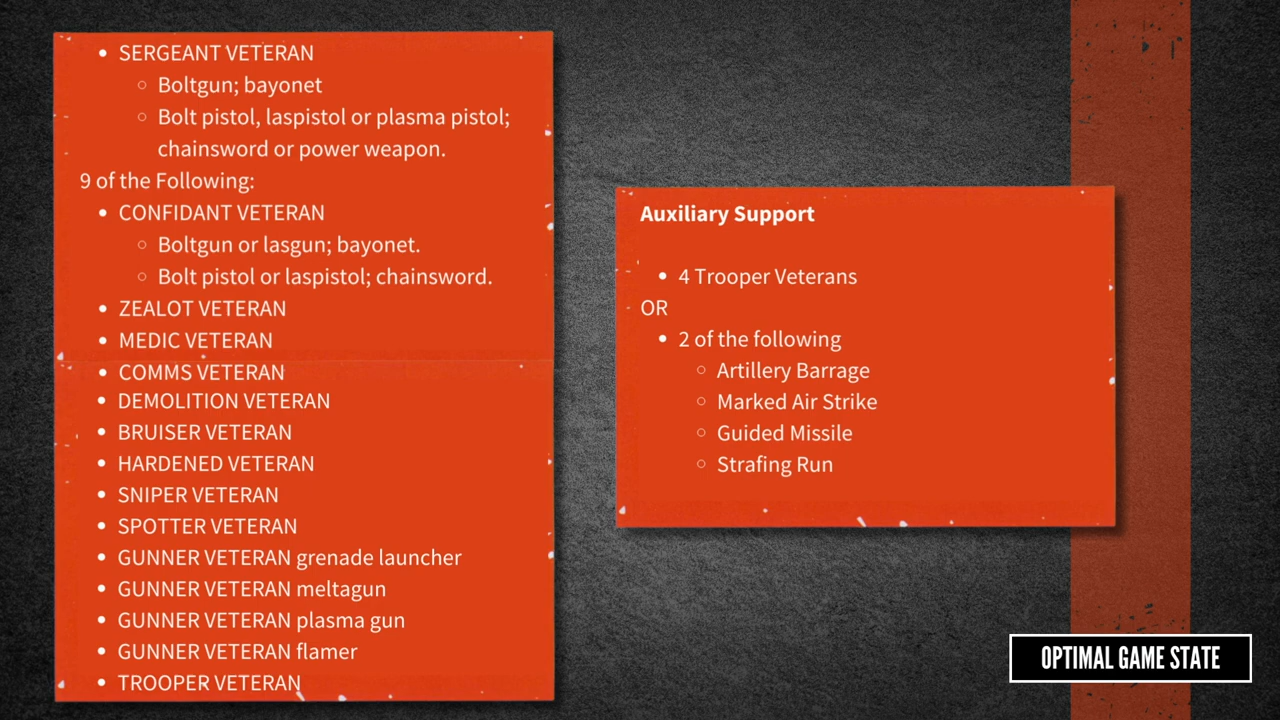 • SERGEANT VETERAN
○ Boltgun; bayonet
○ Bolt pistol, laspistol or plasma pistol;
chainsword or power weapon.
9 of the Following:
• CONFIDANT VETERAN
○ Boltgun or lasgun; bayonet.
○ Bolt pistol or laspistol; chainsword.
• ZEALOT VETERAN
• MEDIC VETERAN
• COMMS VETERAN
• DEMOLITION VETERAN
• BRUISER VETERAN
• HARDENED VETERAN
• SNIPER VETERAN
• SPOTTER VETERAN
• GUNNER VETERAN grenade launcher
• GUNNER VETERAN meltagun
• GUNNER VETERAN plasma gun
• GUNNER VETERAN flamer
• TROOPER VETERAN
Auxiliary Support
• 4 Trooper Veterans
OR
• 2 of the following
○ Artillery Barrage
○ Marked Air Strike
○ Guided Missile
○ Strafing Run
OPTIMAL GAME STATE